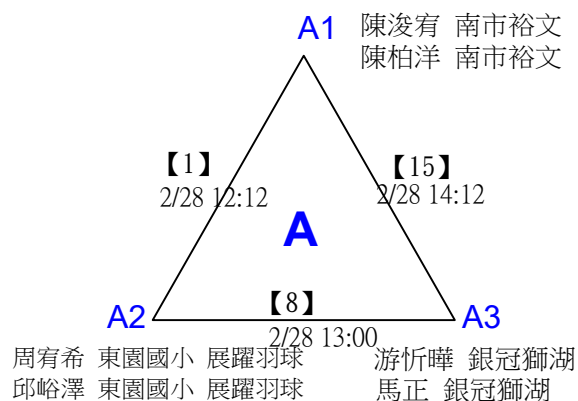 A1 陳浚宥 南市裕文
陳柏洋 南市裕文
【1】
2/28 12:12
【15】
2/28 14:12
A
A2
【8】
2/28 13:00
A3
周宥希 東園國小 展躍羽球
邱峪澤 東園國小 展躍羽球
游忻曄 銀冠獅湖
馬正 銀冠獅湖